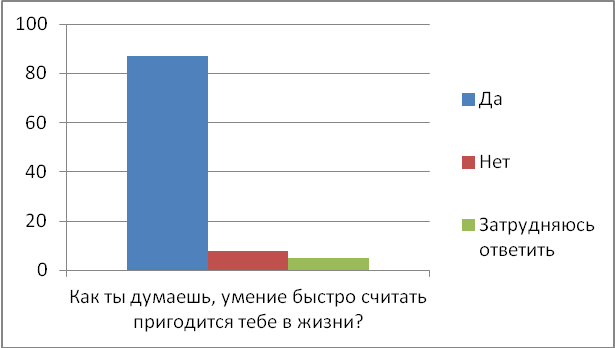 100
80
60
40
20
0
Да
Нет
Затрудняюсь
ответить
Как ты думаешь, умение быстро считать
пригодится тебе в жизни?